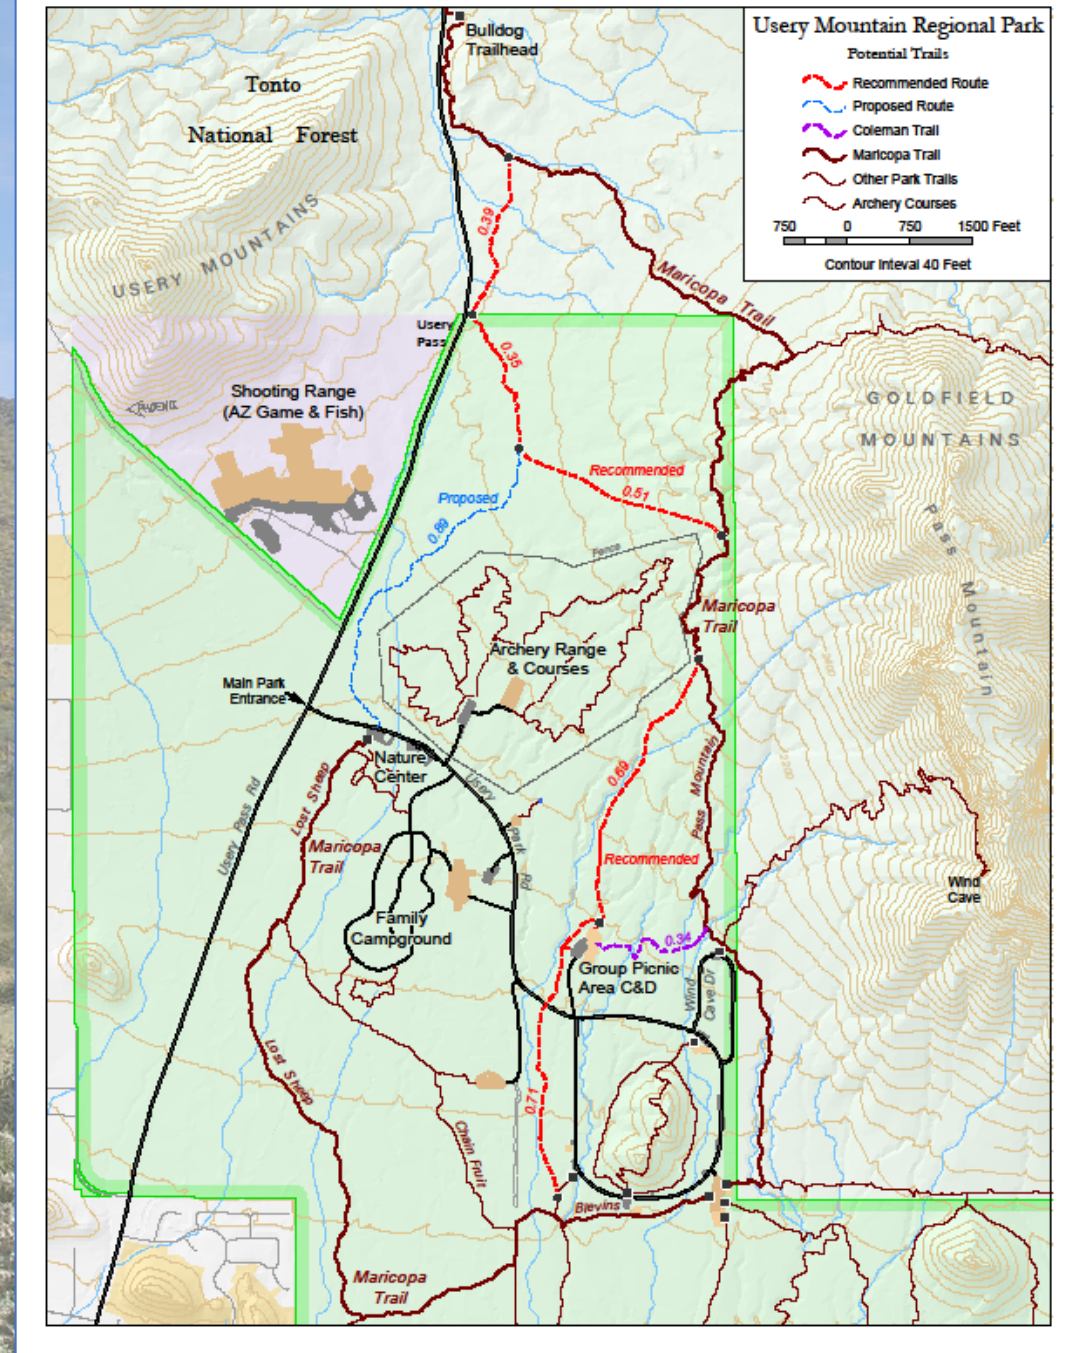 Bulldog
Trailhead
Usery Mountain Regional Park
Potential Trails
Recommended Route
Proposed Route
Coleman Trail
Maricopa Trail
Other Park Trails
Archery Courses
750 0 750 1500 Feet
Contour Inteval 40 Feet
Tonto
National Forest
USERY MOUNTAINS
0.39
Maricopa Trail
Usery
Pass
0.35
Shooting Range
(AZ Game & Fish)
PHOENIX
GOLDFIELD
MOUNTAINS
Recommended
0.51
Proposed
0.89
Pass Mountain
Fence
Maricopa
Trail
Archery Range
& Courses
Main Park
Entrance
Nature
Center
Usery Park Rd
0.69
Pass Mountain
2200
Usery Pass Rd
Lost Sheep
Maricopa
Trail
Recommended
Wind
Cave
Family
Campground
0.34
Group Picnic
Area C&D
Wind
Cave Dr
Lost Sheep
0.71
Chain Fruit
Blevins
Maricopa
Trail